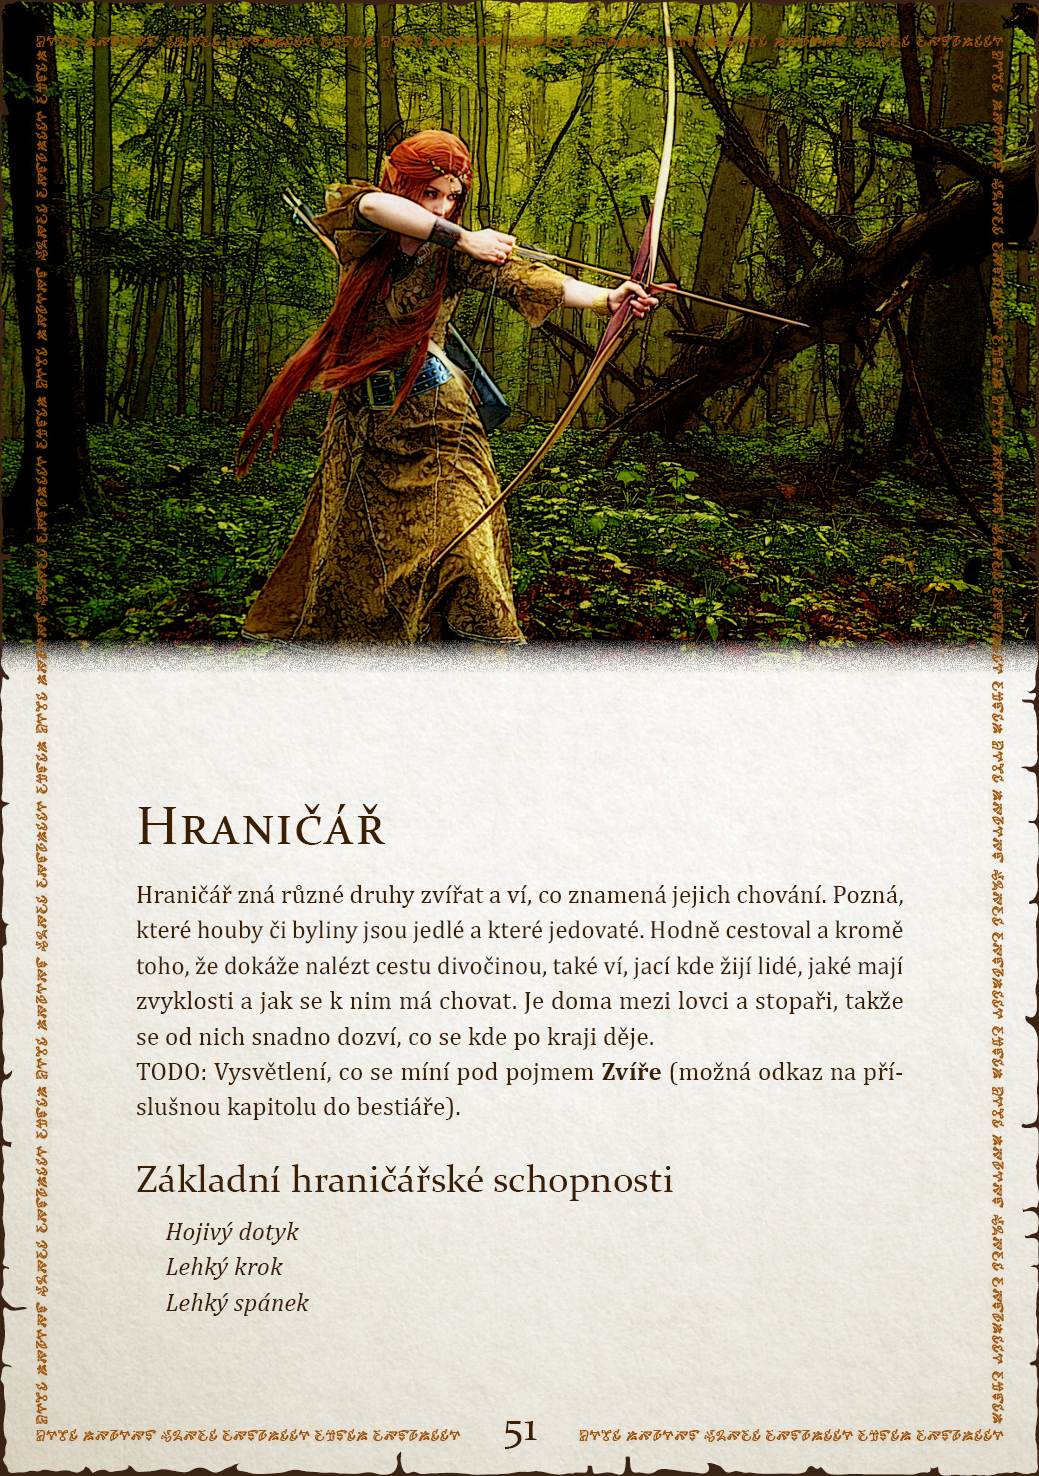 Hraničář
Hraničář zná různé druhy zvířat a ví, co znamená jejich chování. Pozná,
které houby či byliny jsou jedlé a které jedovaté. Hodně cestoval a kromě
toho, že dokáže nalézt cestu divočinou, také ví, jací kde žijí lidé, jaké mají
zvyklosti a jak se k nim má chovat. Je doma mezi lovci a stopaři, takže
se od nich snadno dozví, co se kde po kraji děje.
TODO: Vysvětlení, co se míní pod pojmem Zvíře (možná odkaz na pří-
slušnou kapitolu do bestiáře).
Základní hraničářské schopnosti
Hojivý dotyk
Lehký krok
Lehký spánek
51